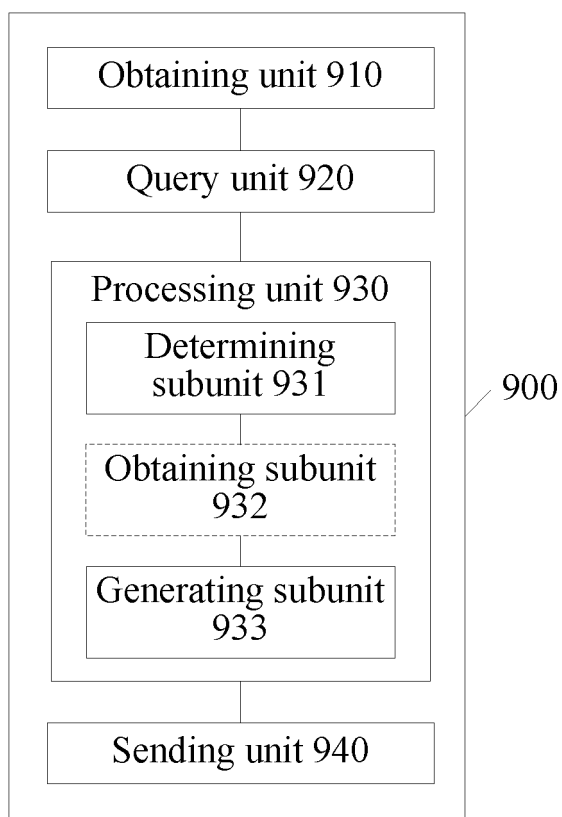 Obtaining unit 910
Query unit 920
Processing unit 930
Determining
subunit 931
900
Obtaining subunit
932
Generating subunit
933
Sending unit 940